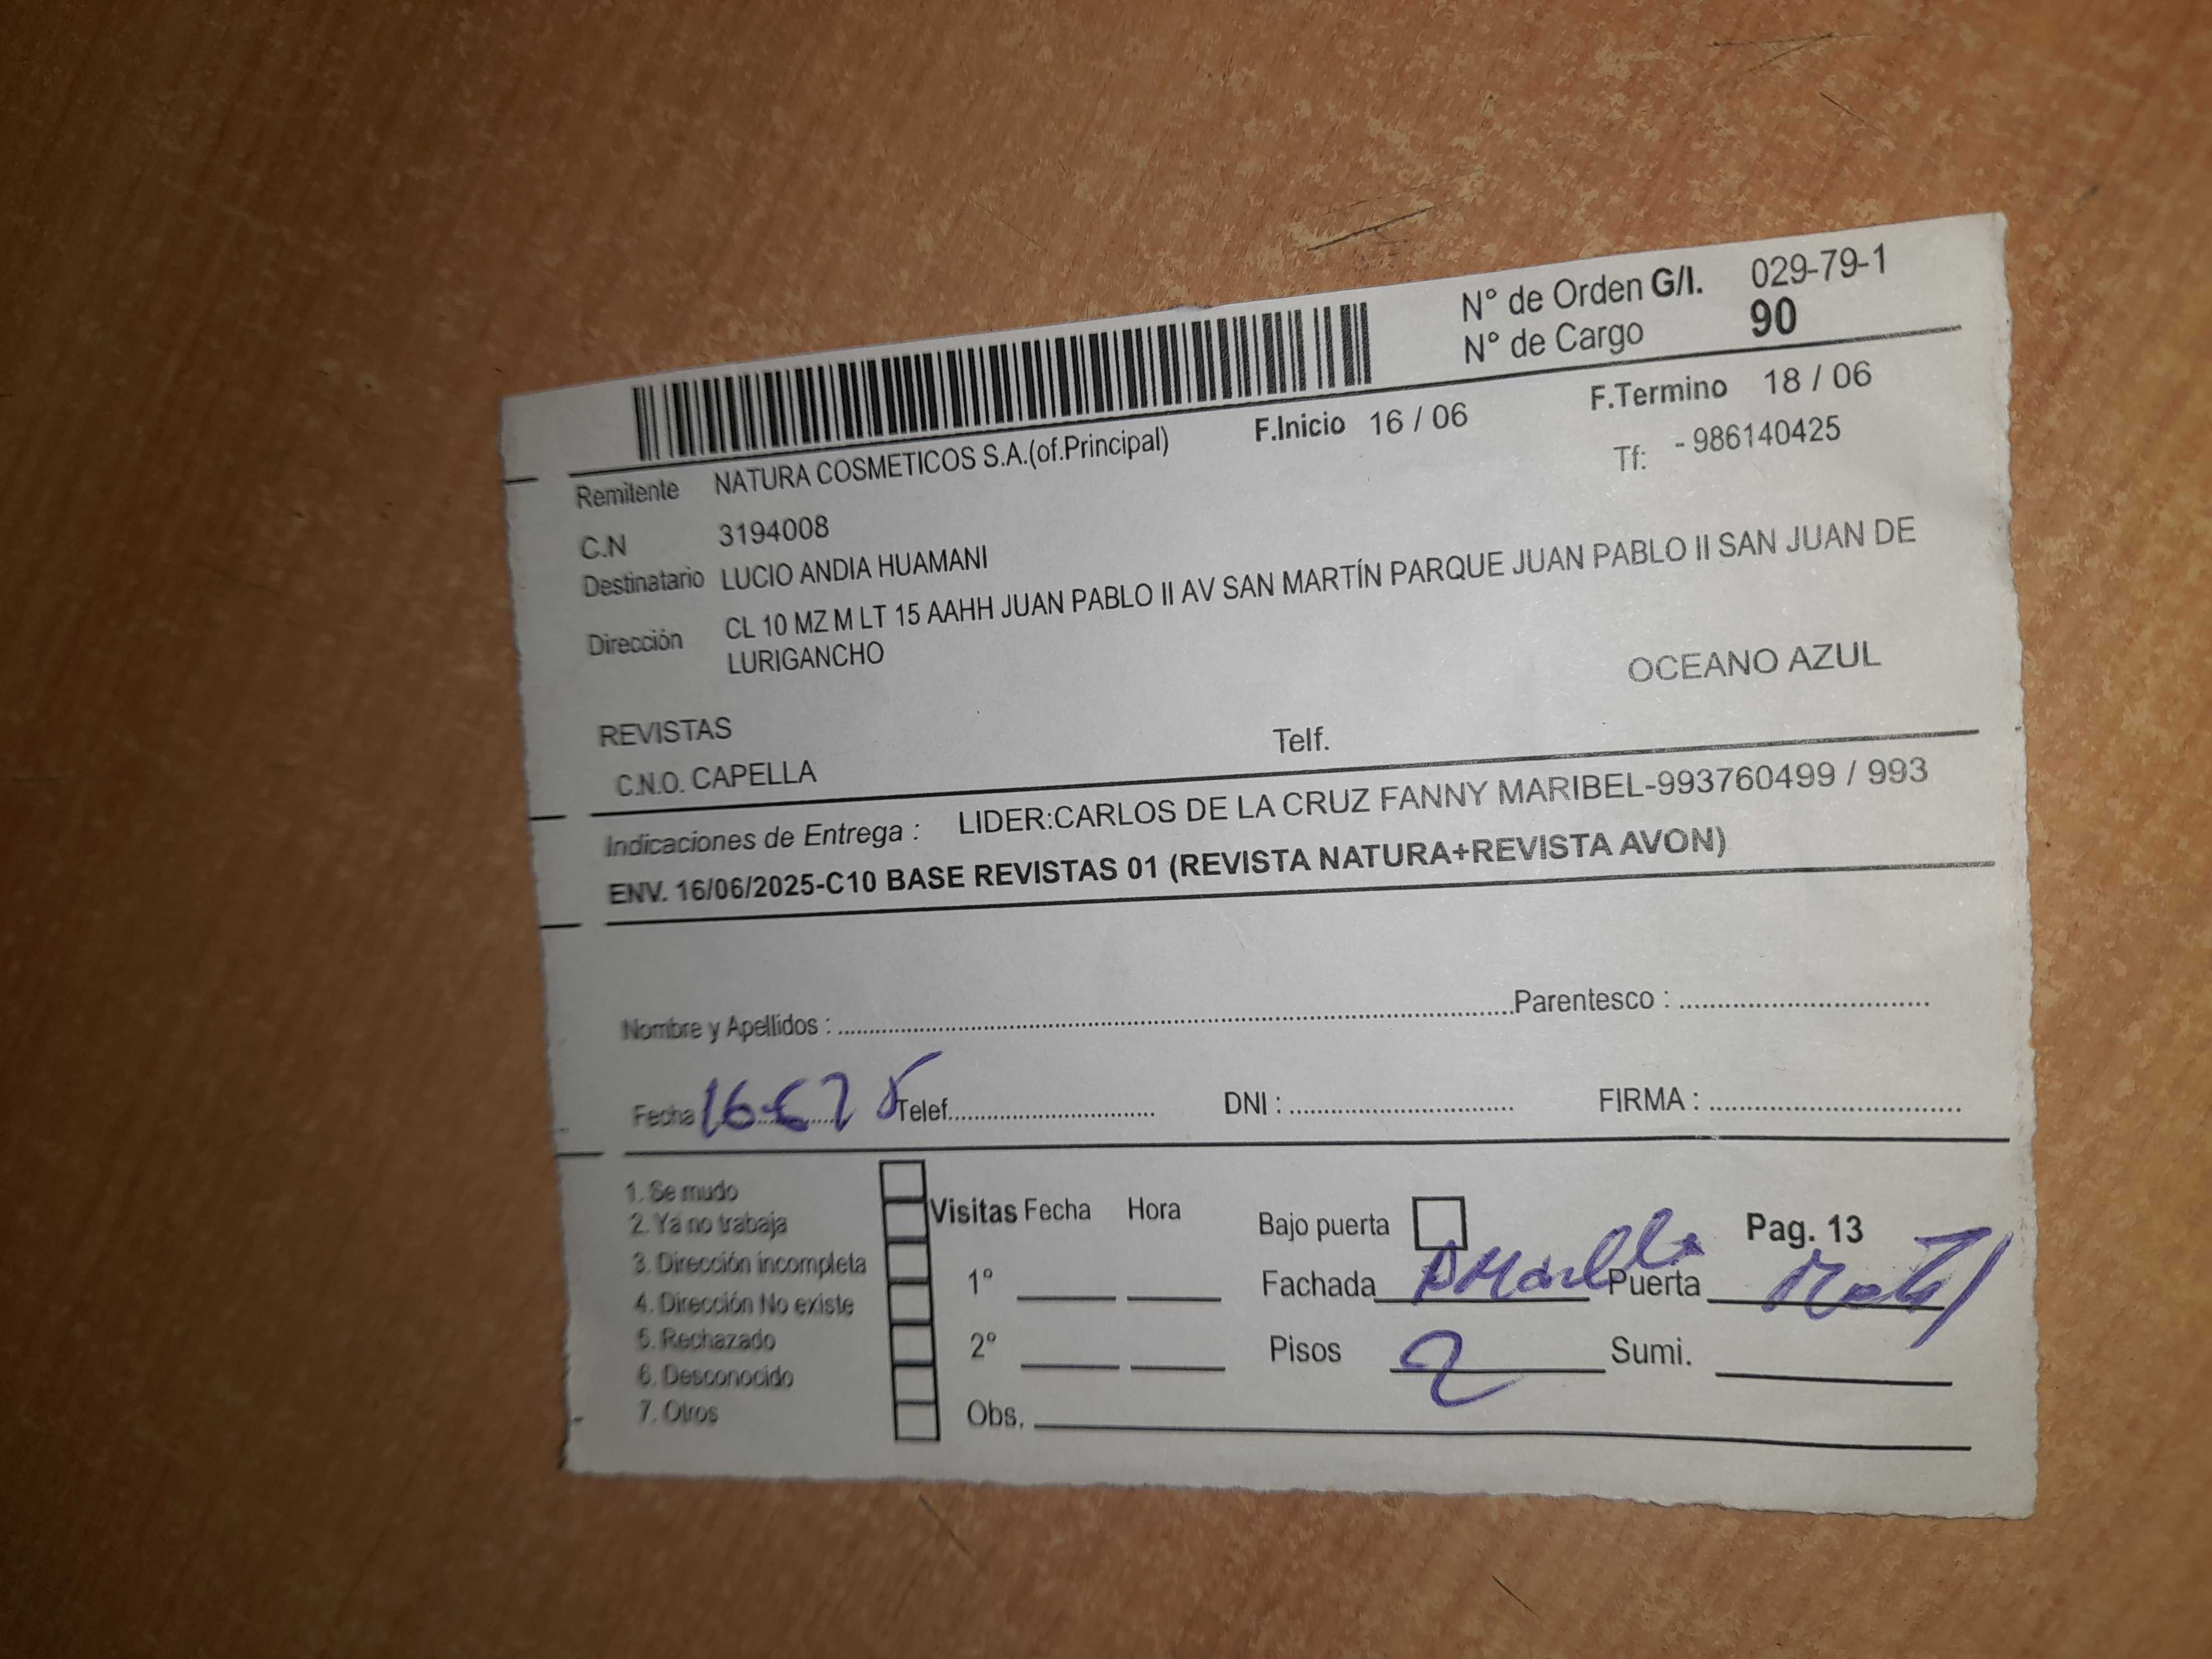 N° de Orden G/I. 029-79-1
N° de Cargo 90
F.Inicio 16 / 06 F.Termino 18 / 06
Remitente NATURA COSMETICOS S.A.(of.Principal) Tf: - 986140425
C.N 3194008
Destinatario LUCIO ANDIA HUAMANI
Dirección CL 10 MZ M LT 15 AAHH JUAN PABLO II AV SAN MARTÍN PARQUE JUAN PABLO II SAN JUAN DE
LURIGANCHO
OCEANO AZUL
REVISTAS
C.N.O. CAPELLA Telf.
Indicaciones de Entrega : LIDER:CARLOS DE LA CRUZ FANNY MARIBEL-993760499 / 993
ENV. 16/06/2025-C10 BASE REVISTAS 01 (REVISTA NATURA+REVISTA AVON)
Nombre y Apellidos : Parentesco :
Fecha 16-6-25 Telef. DNI : FIRMA :
1. Se mudo
2. Ya no trabaja
3. Dirección incompleta
4. Dirección No existe
5. Rechazado
6. Desconocido
7. Otros
Visitas Fecha Hora
1°
2°
Obs.
Bajo puerta Pag. 13
Fachada Amarilla Puerta Metal
Pisos 2 Sumi.